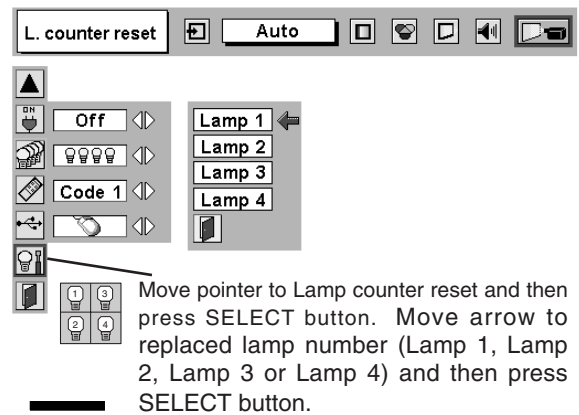 L. counter reset
Auto
ON
Off
Code 1
Lamp 1
Lamp 2
Lamp 3
Lamp 4
1 3
2 4
Move pointer to Lamp counter reset and then
press SELECT button. Move arrow to
replaced lamp number (Lamp 1, Lamp
2, Lamp 3 or Lamp 4) and then press
SELECT button.